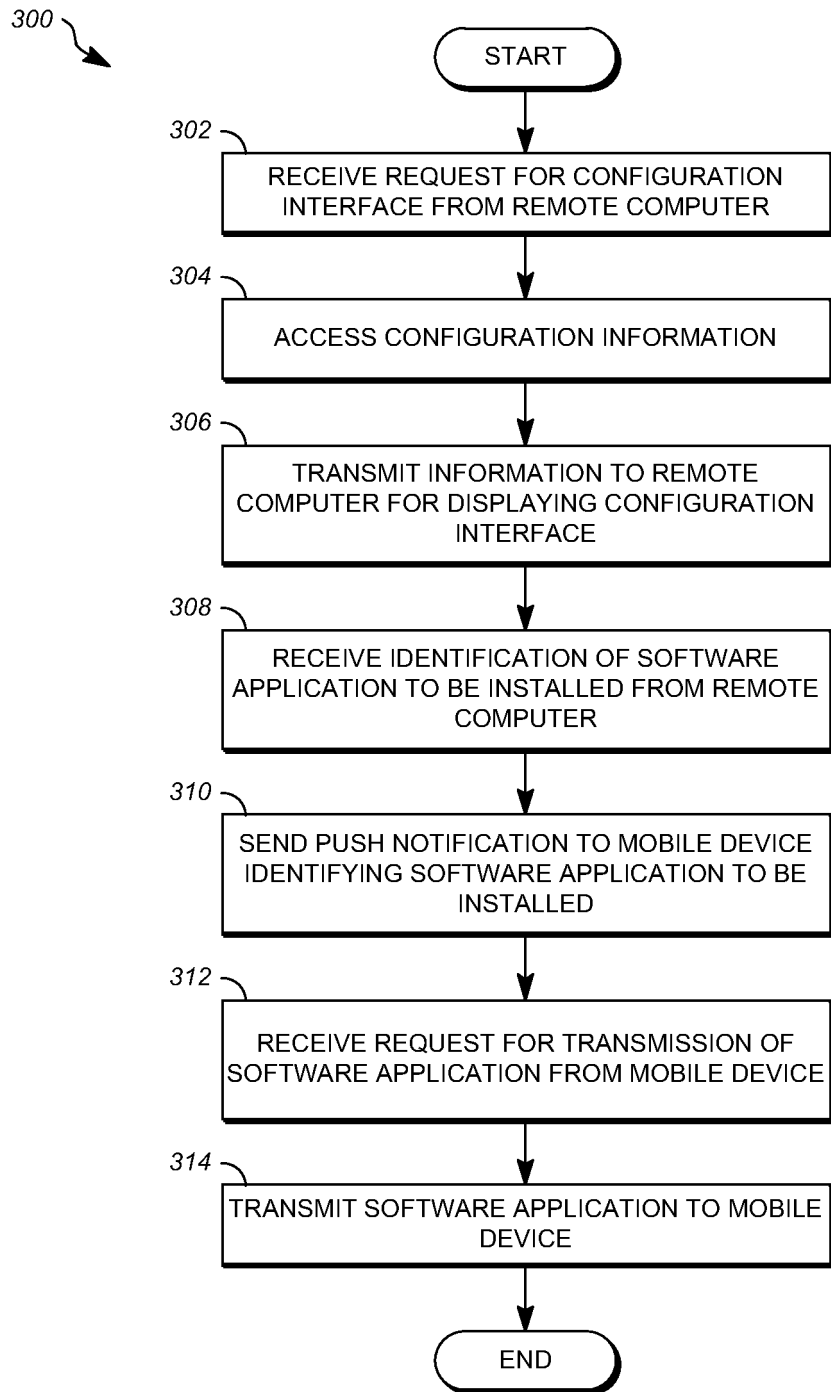 300
START
302
RECEIVE REQUEST FOR CONFIGURATION
INTERFACE FROM REMOTE COMPUTER
304
ACCESS CONFIGURATION INFORMATION
306
TRANSMIT INFORMATION TO REMOTE
COMPUTER FOR DISPLAYING CONFIGURATION
INTERFACE
308
RECEIVE IDENTIFICATION OF SOFTWARE
APPLICATION TO BE INSTALLED FROM REMOTE
COMPUTER
310
SEND PUSH NOTIFICATION TO MOBILE DEVICE
IDENTIFYING SOFTWARE APPLICATION TO BE
INSTALLED
312
RECEIVE REQUEST FOR TRANSMISSION OF
SOFTWARE APPLICATION FROM MOBILE DEVICE
314
TRANSMIT SOFTWARE APPLICATION TO MOBILE
DEVICE
END